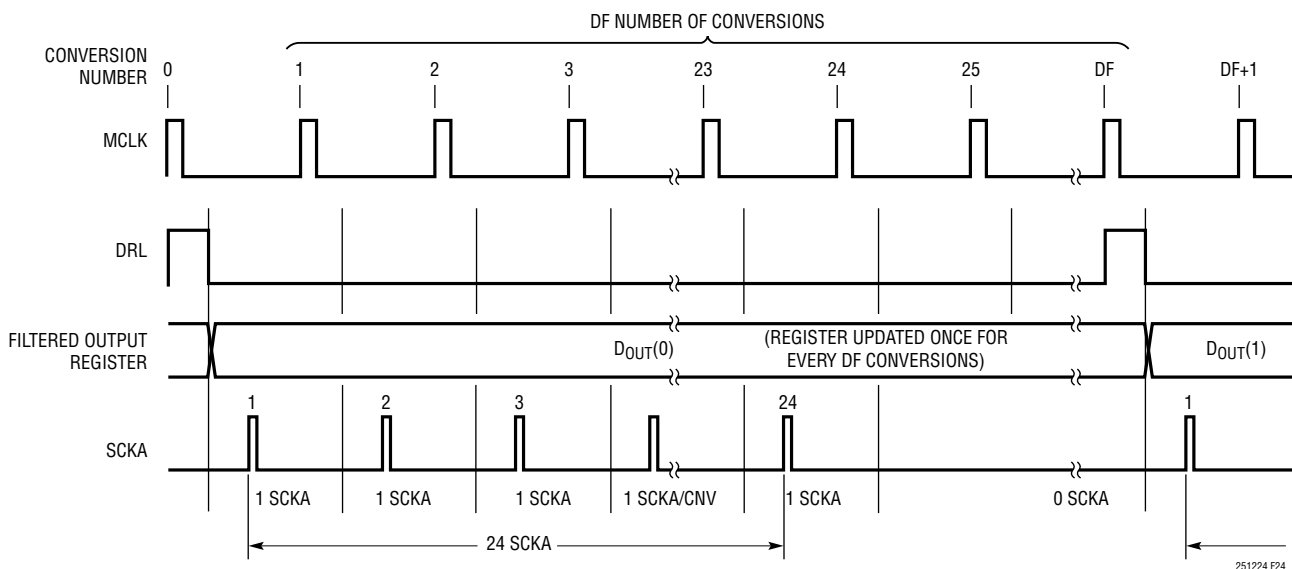 DF NUMBER OF CONVERSIONS
CONVERSION
NUMBER
0 1 2 3 23 24 25 DF DF+1
MCLK
DRL
FILTERED OUTPUT
REGISTER
DOUT(0)
(REGISTER UPDATED ONCE FOR
EVERY DF CONVERSIONS)
DOUT(1)
1 2 3 24 1
SCKA
1 SCKA 1 SCKA 1 SCKA 1 SCKA/CNV 1 SCKA 0 SCKA
24 SCKA
251224 F24